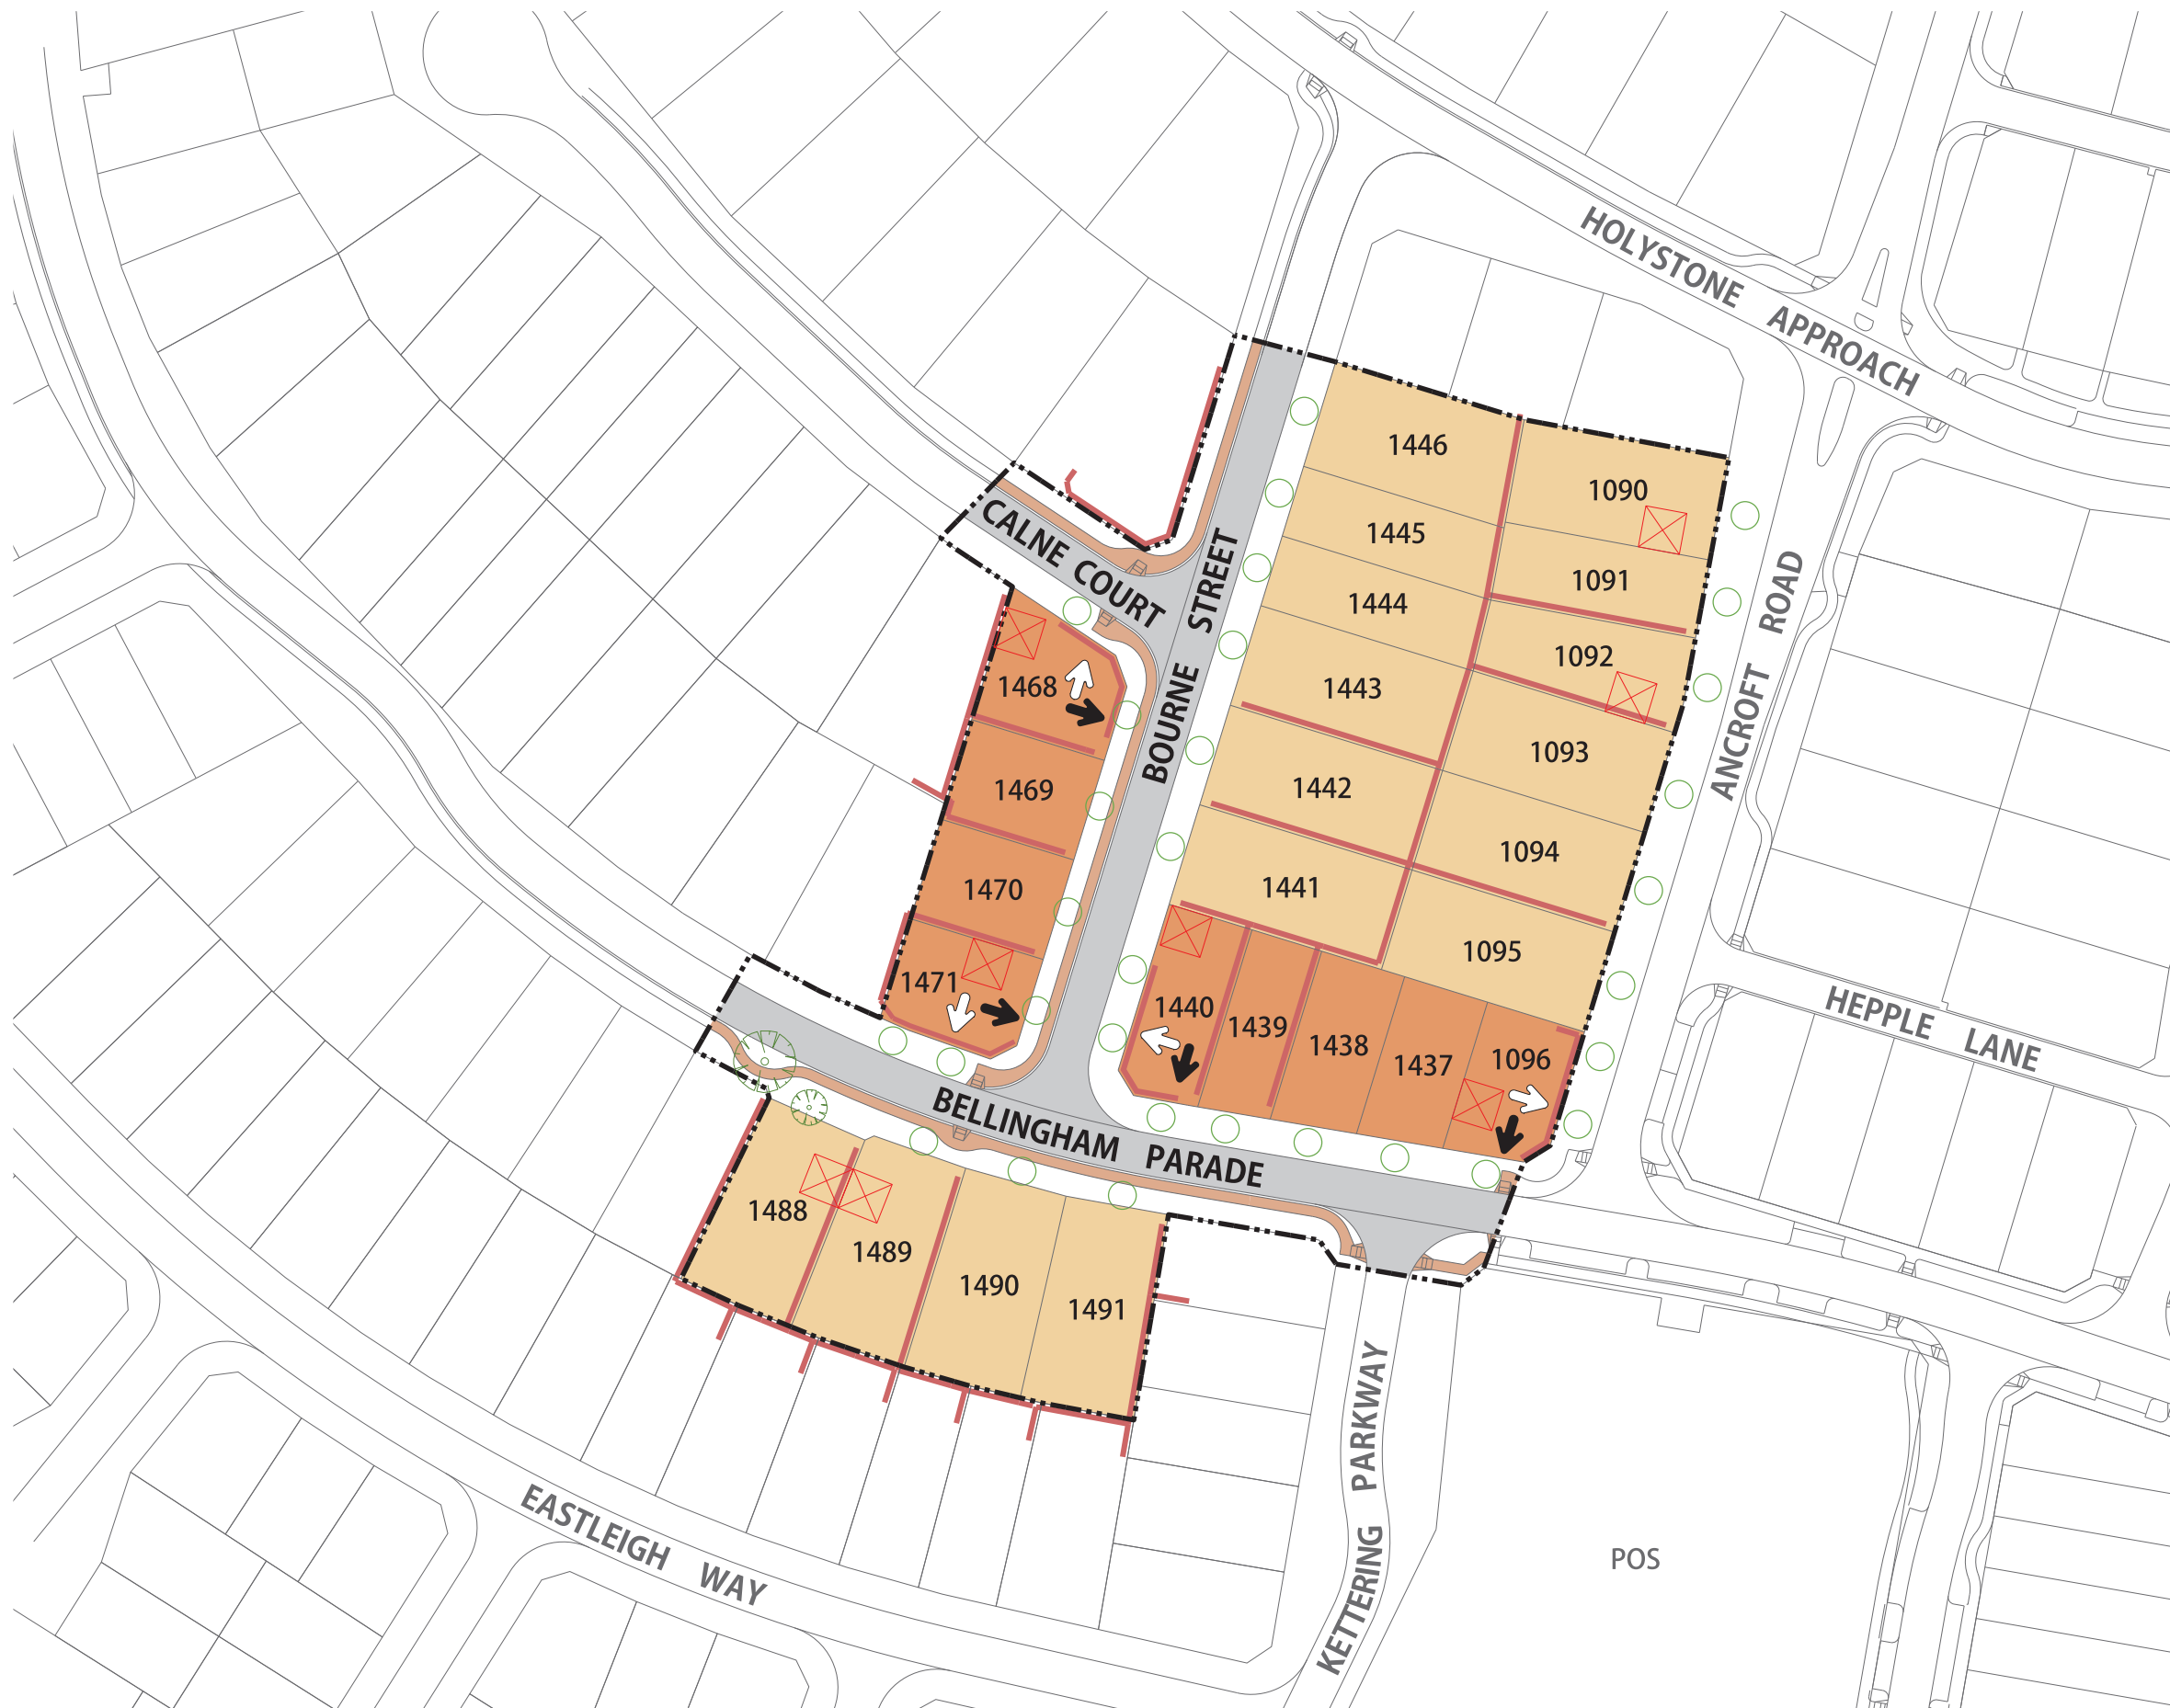 HOLYSTONE APPROACH
1446
1090
CALNE COURT
1445
BOURNE STREET
1091
1444
ANCROFT ROAD
1092
1468
1443
1093
1469
1442
1094
1470
1441
1095
1471
1440
1439
1438
1437
1096
HEPPLE LANE
BELLINGHAM PARADE
1488
1489
1490
1491
KETTERING PARKWAY
EASTLEIGH WAY
POS